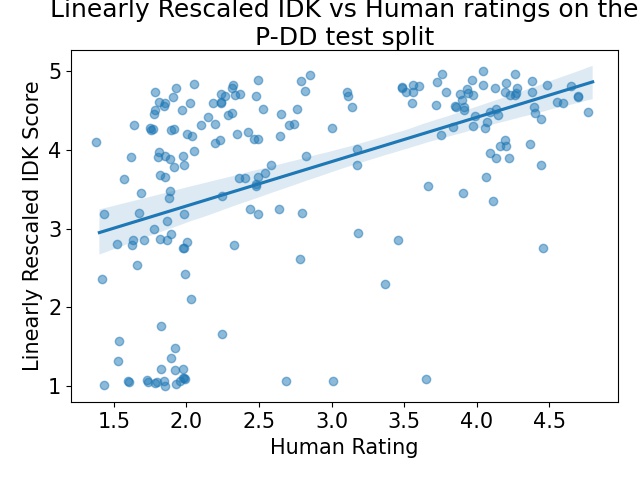 Linearly Rescaled IDK vs Human ratings on the
P-DD test split
Linearly Rescaled IDK Score
5
4
3
2
1
1.5 2.0 2.5 3.0 3.5 4.0 4.5
Human Rating